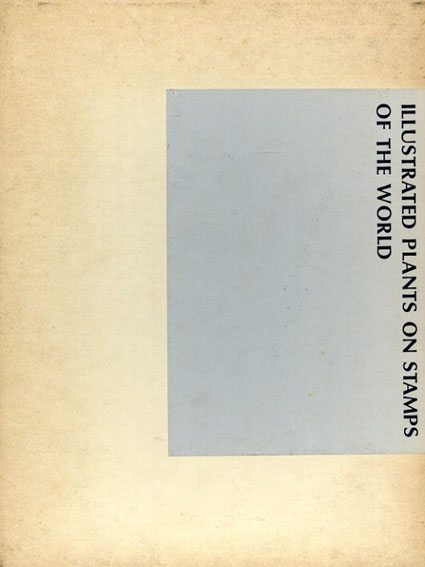 ILLUSTRATED PLANTS ON STAMPS
OF THE WORLD